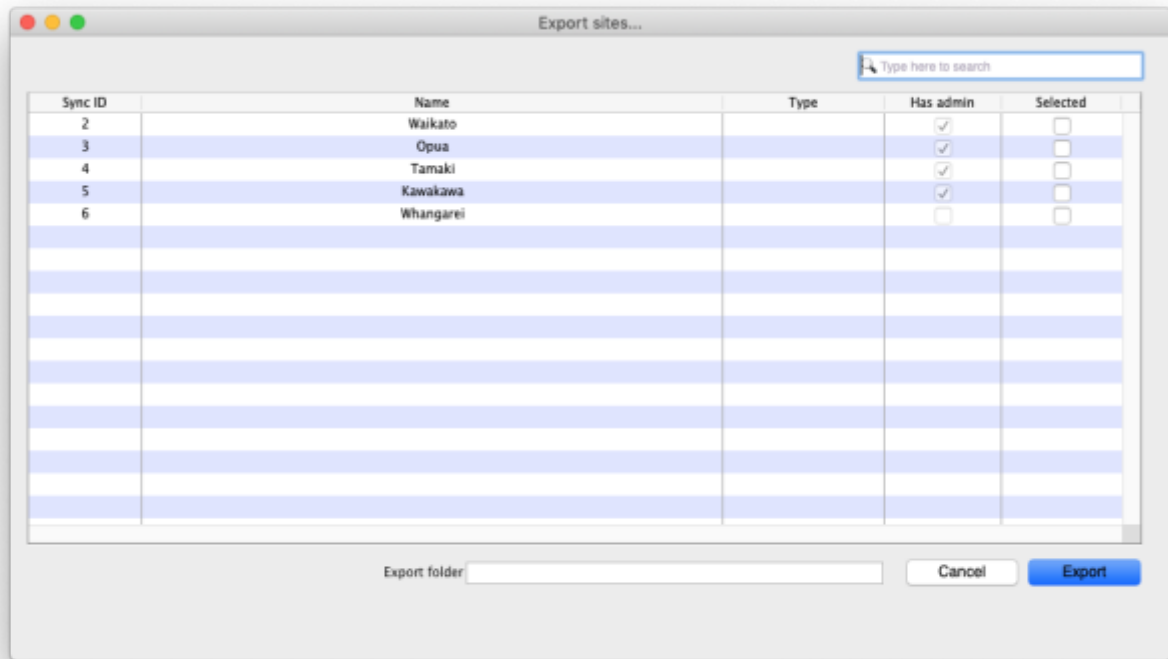 Export sites...
Type here to search
Sync ID Name Type Has admin Selected
2 Waikato
3 Opua
4 Tamaki
5 Kawakawa
6 Whangarei
Export folder Cancel Export